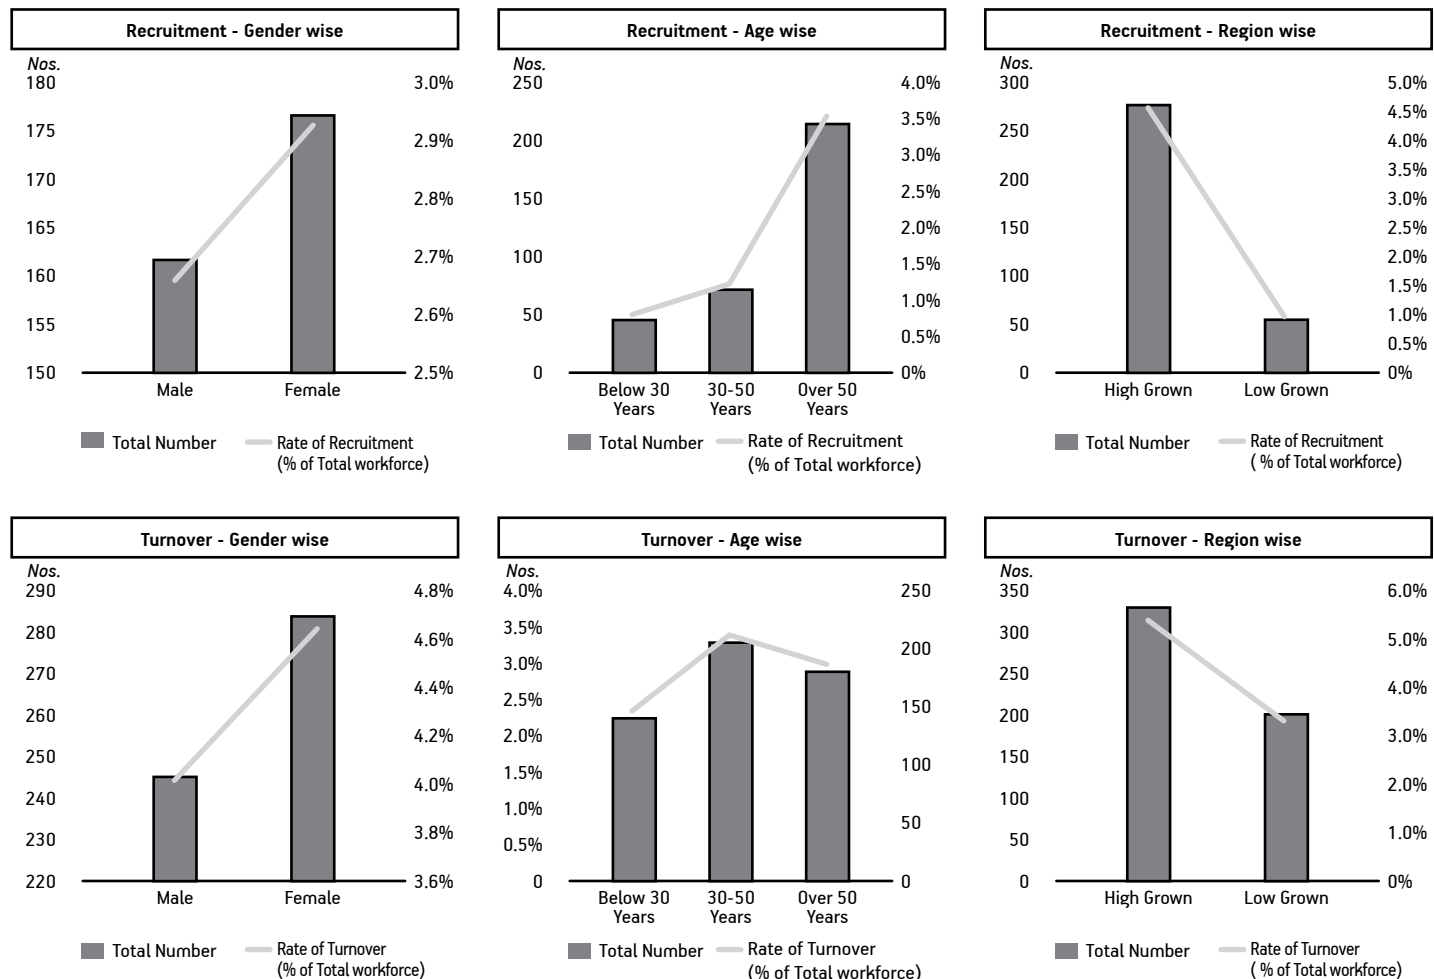 Recruitment - Gender wise
Nos.
180
175
170
165
160
155
150
3.0%
2.9%
2.8%
2.7%
2.6%
2.5%
Male Female
Total Number Rate of Recruitment
(% of Total workforce)
Recruitment - Age wise
Nos.
250
200
150
100
50
0
4.0%
3.5%
3.0%
2.5%
2.0%
1.5%
1.0%
0.5%
0%
Below 30 30-50 Over 50
Years Years Years
Total Number Rate of Recruitment
(% of Total workforce)
Recruitment - Region wise
Nos.
300
250
200
150
100
50
0
5.0%
4.5%
4.0%
3.5%
3.0%
2.5%
2.0%
1.5%
1.0%
0.5%
0%
High Grown Low Grown
Total Number Rate of Recruitment
( % of Total workforce)
Turnover - Gender wise
Nos.
290
280
270
260
250
240
230
220
4.8%
4.6%
4.4%
4.2%
4.0%
3.8%
3.6%
Male Female
Total Number Rate of Turnover
(% of Total workforce)
Turnover - Age wise
Nos.
4.0%
3.5%
3.0%
2.5%
2.0%
1.5%
1.0%
0.5%
0
250
200
150
100
50
0
Below 30 30-50 Over 50
Years Years Years
Total Number Rate of Turnover
(% of Total workforce)
Turnover - Region wise
Nos.
350
300
250
200
150
100
50
0
6.0%
5.0%
4.0%
3.0%
2.0%
1.0%
0%
High Grown Low Grown
Total Number Rate of Turnover
( % of Total workforce)